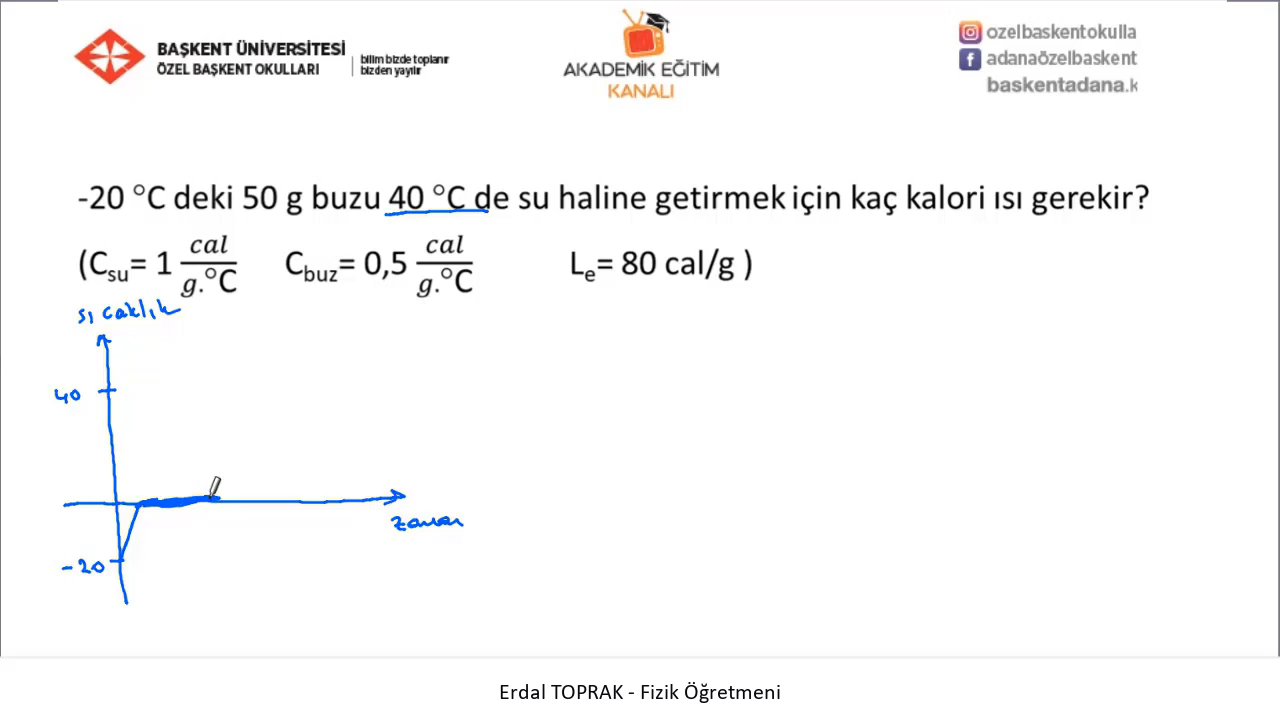 BAŞKENT ÜNİVERSİTESİ
ÖZEL BAŞKENT OKULLARI
bilim bizde toplanır
bizden yayılır
AKADEMİK EĞİTİM
KANALI
ozelbaskentokulla
adanaözelbaskent
baskentadana.k
-20 °C deki 50 g buzu 40 °C de su haline getirmek için kaç kalori ısı gerekir?
(Csu= 1 cal/g.°C Cbuz= 0,5 cal/g.°C Le= 80 cal/g )
sıcaklık
40
zaman
-20
Erdal TOPRAK - Fizik Öğretmeni